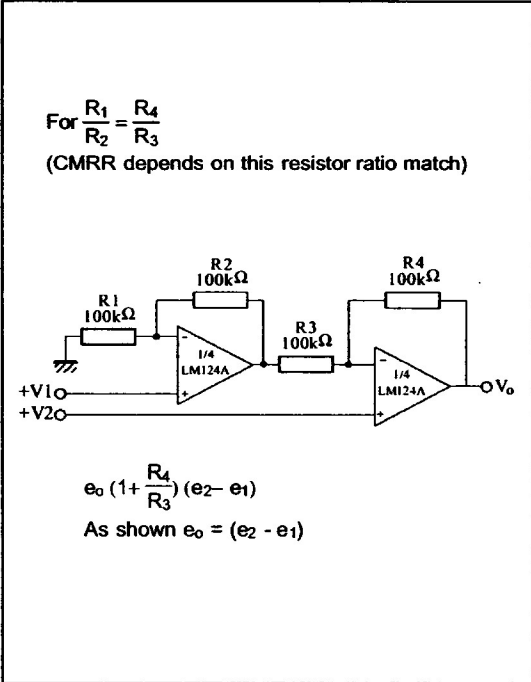 For R1/R2 = R4/R3
(CMRR depends on this resistor ratio match)
R2
100kΩ
R4
100kΩ
R1
100kΩ
R3
100kΩ
1/4
LM124A
1/4
LM124A
+V1
+V2
Vo
eo (1+ R4/R3) (e2– e1)
As shown eo = (e2 - e1)